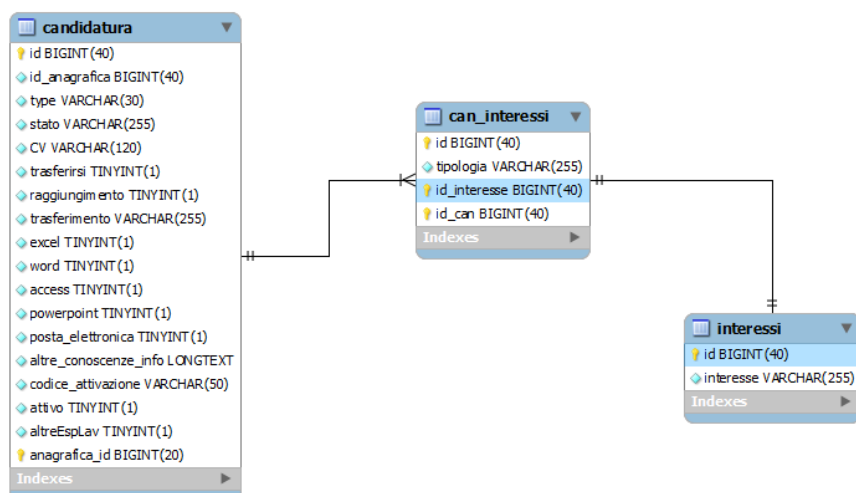 candidatura
id BIGINT(40)
id_anagrafica BIGINT(40)
type VARCHAR(30)
stato VARCHAR(255)
CV VARCHAR(120)
trasferirsi TINYINT(1)
raggiungimento TINYINT(1)
trasferimento VARCHAR(255)
excel TINYINT(1)
word TINYINT(1)
access TINYINT(1)
powerpoint TINYINT(1)
posta_elettronica TINYINT(1)
altre_conoscenze_info LONGTEXT
codice_attivazione VARCHAR(50)
attivo TINYINT(1)
altreEspLav TINYINT(1)
anagrafica_id BIGINT(20)
Indexes
can_interessi
id BIGINT(40)
tipologia VARCHAR(255)
id_interesse BIGINT(40)
id_can BIGINT(40)
Indexes
interessi
id BIGINT(40)
interesse VARCHAR(255)
Indexes